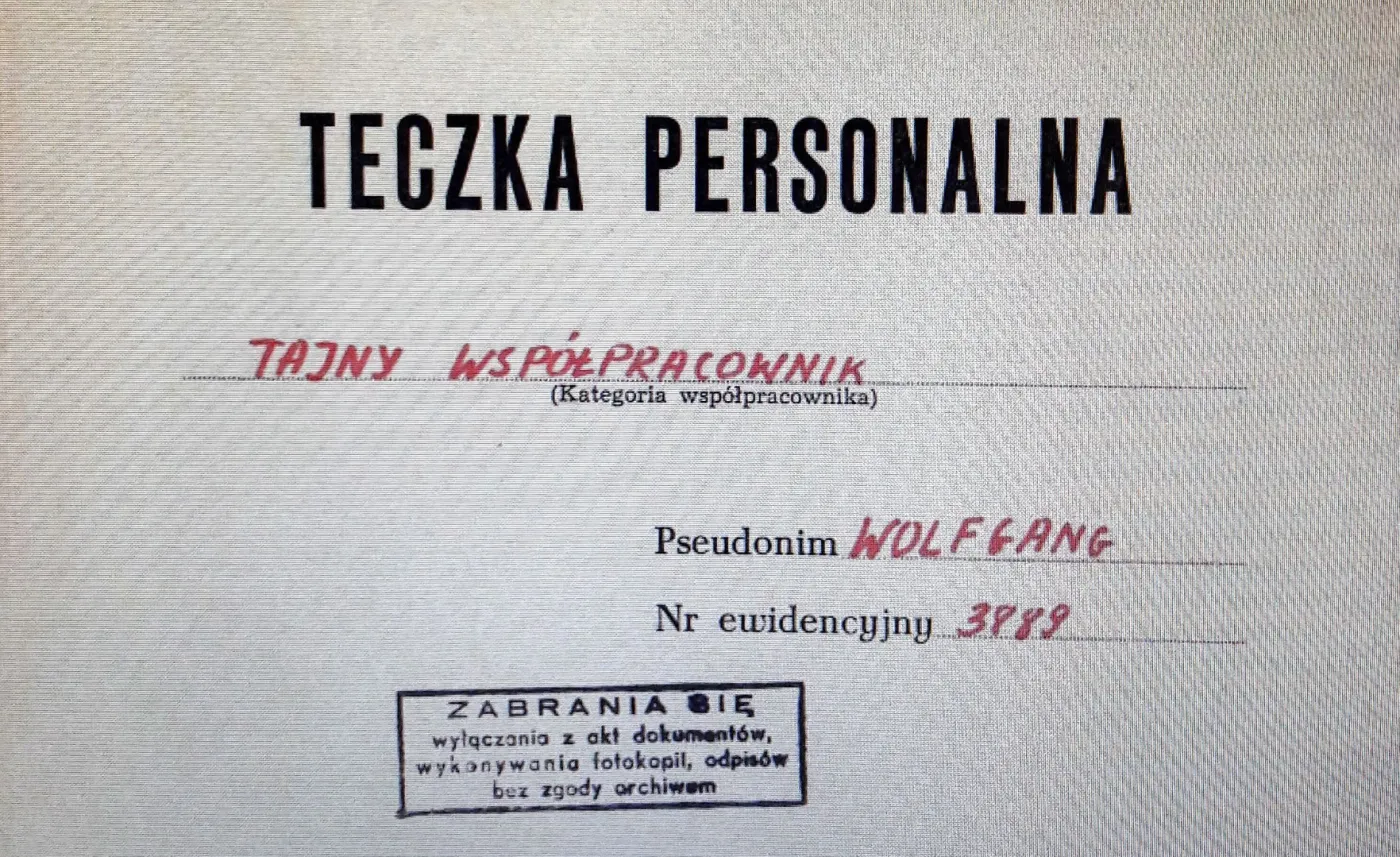 TECZKA PERSONALNA
TAJNY WSPÓŁPRACOWNIK
(Kategoria współpracownika)
Pseudonim WOLFGANG
Nr ewidencyjny
ZABRANIA SIĘ
wyłączania z akt dokumentów,
wykonywania fotokopii, odpisów
bez zgody archiwum